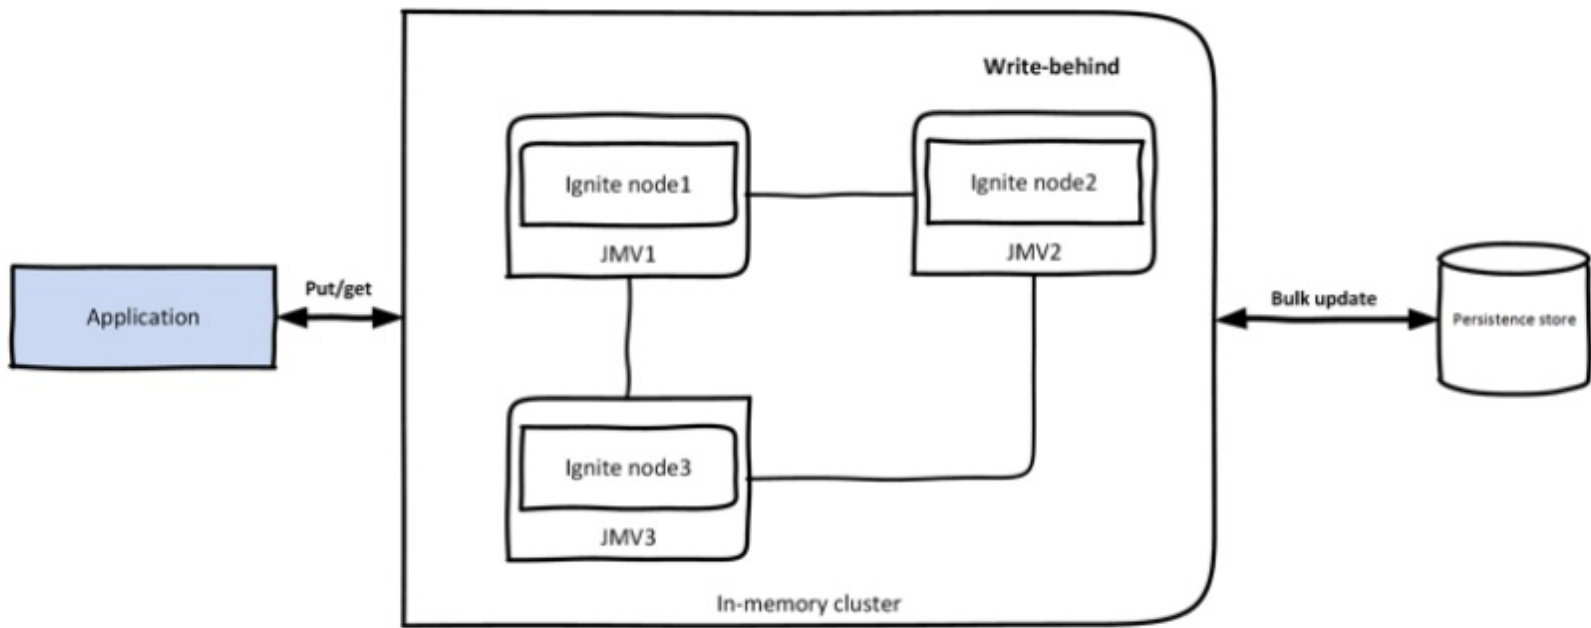 Write-behind
Ignite node1
Ignite node2
JMV1
JMV2
Application
Put/get
Bulk update
Persistence store
Ignite node3
JMV3
In-memory cluster